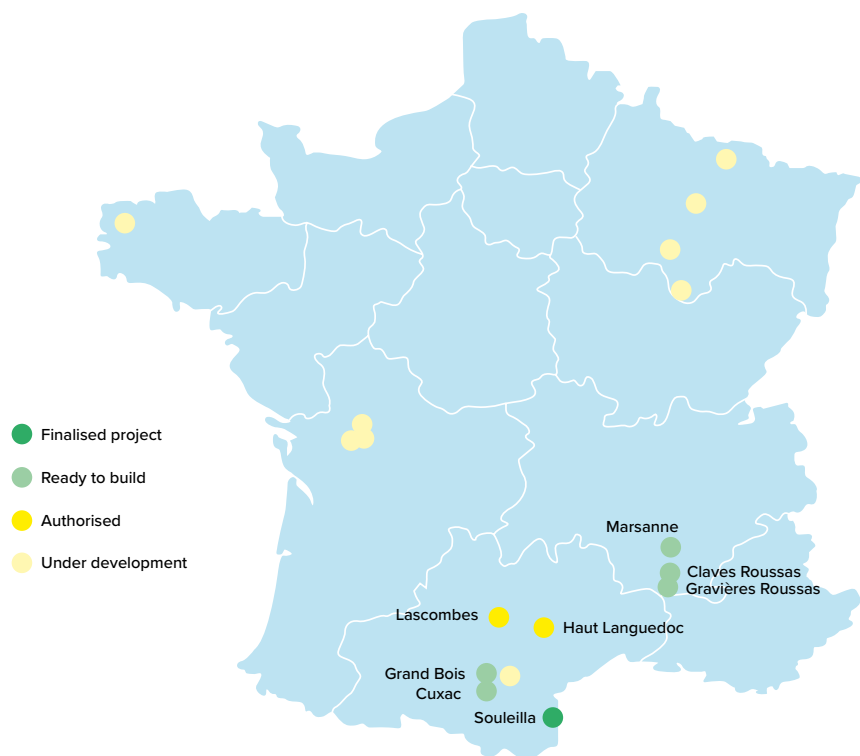 Finalised project
Ready to build
Authorised
Under development
Marsanne
Claves Roussas
Gravières Roussas
Lascombes
Haut Languedoc
Grand Bois
Cuxac
Souleilla